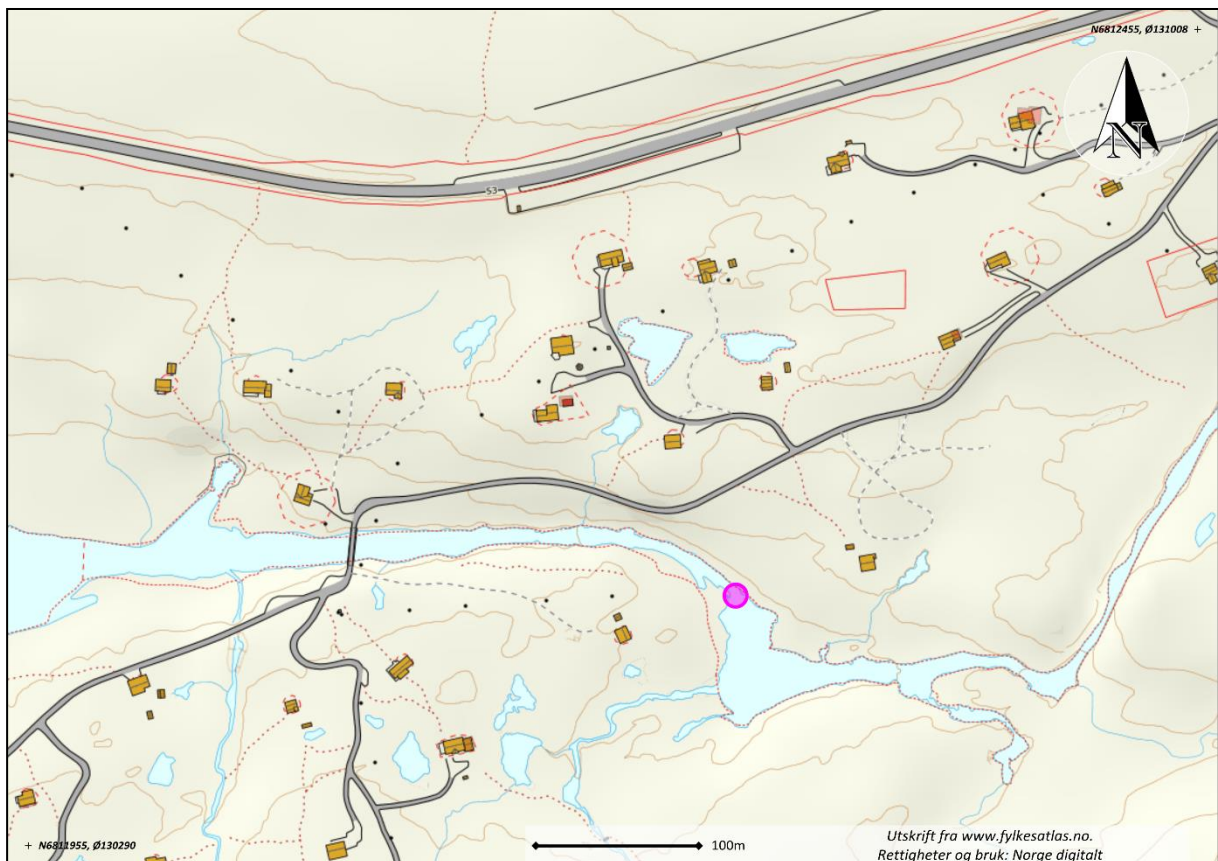 N6812455, Ø131008 +
N
53
+ N6811955, Ø130290
100m
Utskrift fra www.fylkesatlas.no.
Rettigheter og bruk: Norge digitalt